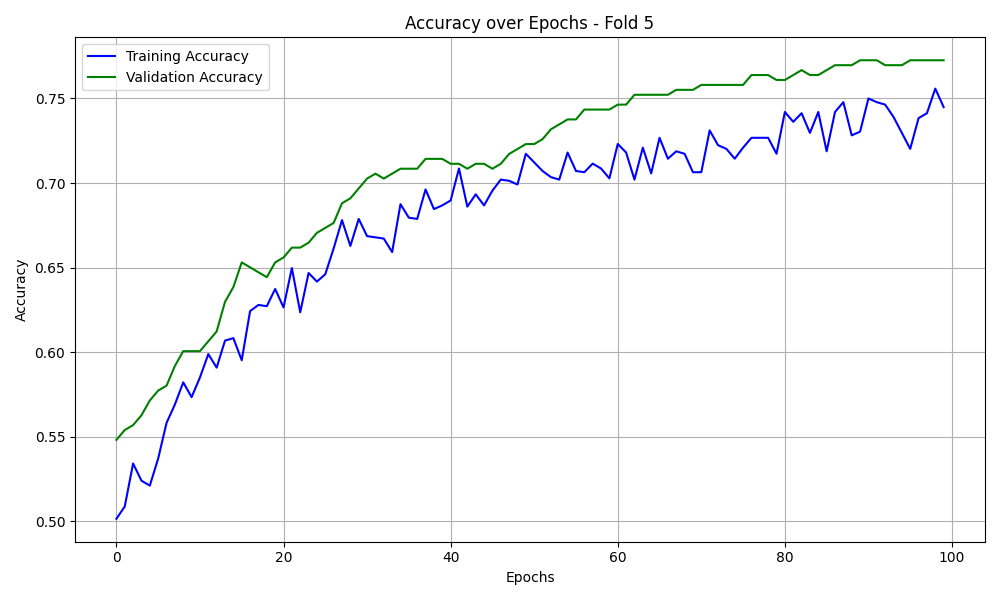 Accuracy over Epochs - Fold 5
Training Accuracy
Validation Accuracy
Accuracy
0.75
0.70
0.65
0.60
0.55
0.50
0 20 40 60 80 100
Epochs